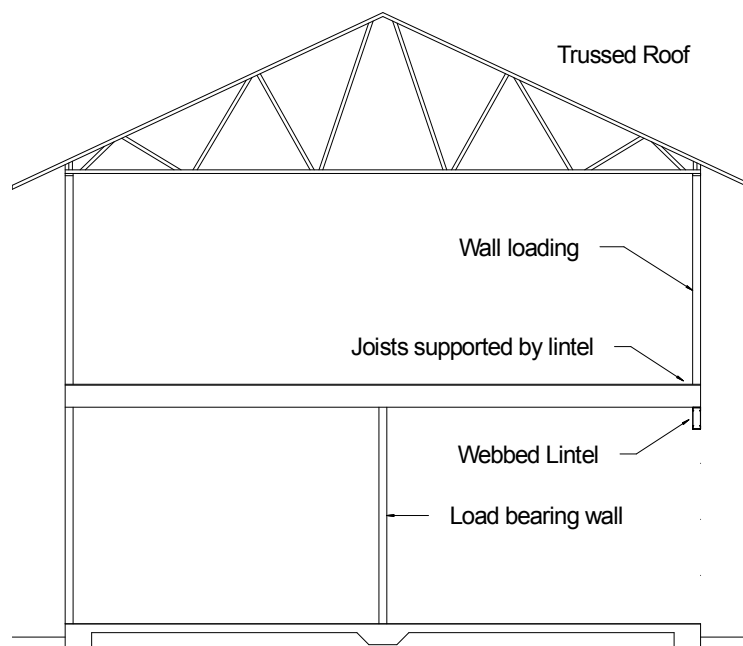 Trussed Roof
Wall loading
Joists supported by lintel
Webbed Lintel
Load bearing wall